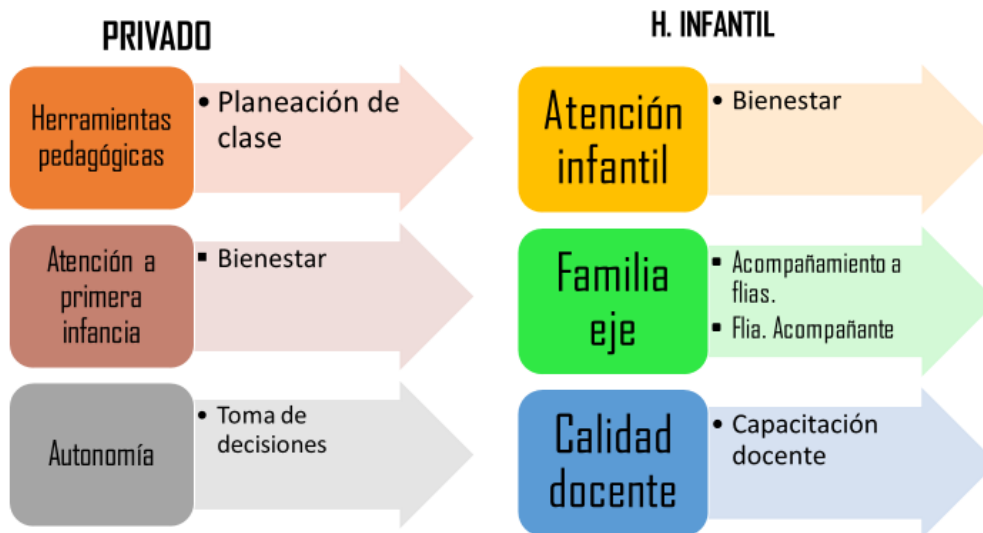 PRIVADO
Herramientas
pedagógicas
• Planeación de
clase
Atención a
primera
infancia
▪ Bienestar
Autonomía
• Toma de
decisiones
H. INFANTIL
Atención
infantil
• Bienestar
Familia
eje
▪ Acompañamiento a
flias.
▪ Flia. Acompañante
Calidad
docente
• Capacitación
docente